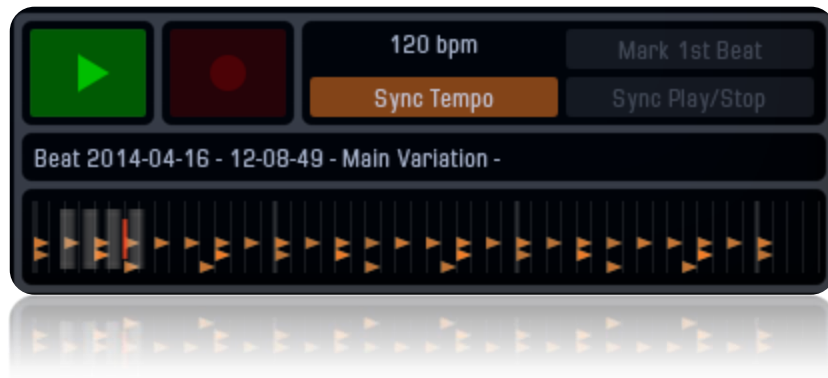 120 bpm
Mark 1st Beat
Sync Tempo
Sync Play/Stop
Beat 2014-04-16 - 12-08-49 - Main Variation -